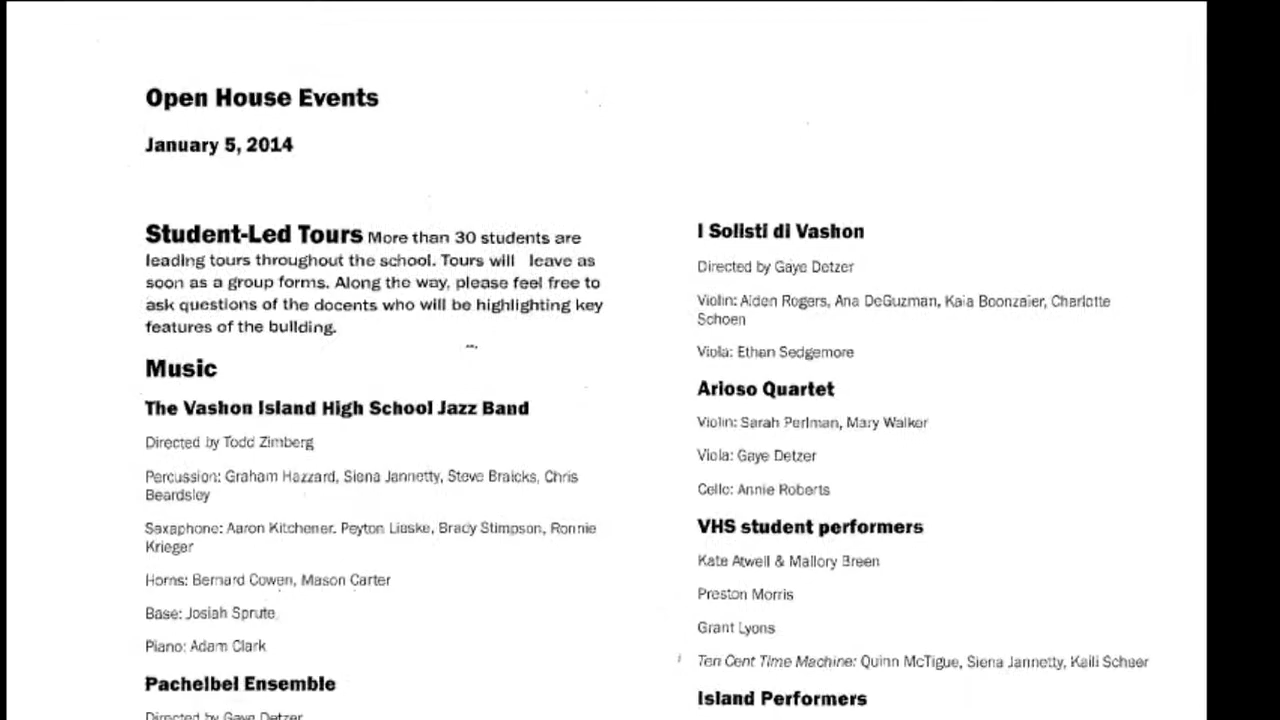 Open House Events
January 5, 2014
Student-Led Tours More than 30 students are
leading tours throughout the school. Tours will leave as
soon as a group forms. Along the way, please feel free to
ask questions of the docents who will be highlighting key
features of the building.
Music
The Vashon Island High School Jazz Band
Directed by Todd Zimberg
Percussion: Graham Hazzard, Siena Jannetty, Steve Braicks, Chris
Beardsley
Saxaphone: Aaron Kitchener. Peyton Liaske, Brady Stimpson, Ronnie
Krieger
Horns: Bernard Cowen, Mason Carter
Base: Josiah Sprute
Piano: Adam Clark
Pachelbel Ensemble
Directed by Gaye Detzer
I Solisti di Vashon
Directed by Gaye Detzer
Violin: Aiden Rogers, Ana DeGuzman, Kaia Boonzaier, Charlotte
Schoen
Viola: Ethan Sedgemore
Arioso Quartet
Violin: Sarah Perlman, Mary Walker
Viola: Gaye Detzer
Cello: Annie Roberts
VHS student performers
Kate Atwell & Mallory Breen
Preston Morris
Grant Lyons
Ten Cent Time Machine: Quinn McTigue, Siena Jannetty, Kaili Scheer
Island Performers